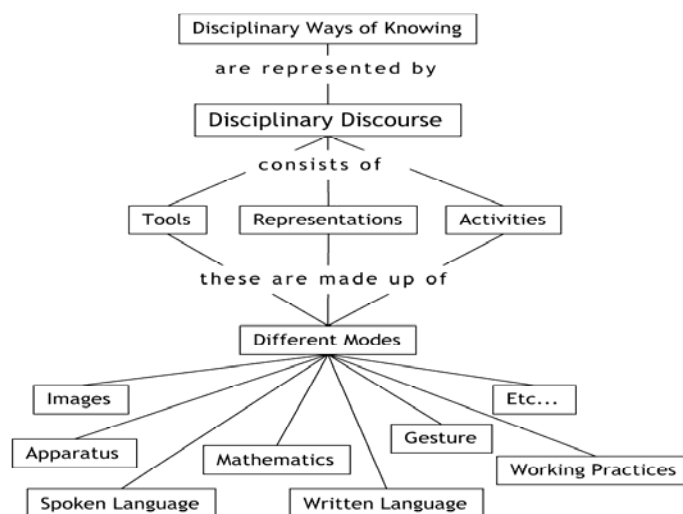 Disciplinary Ways of Knowing
are represented by
Disciplinary Discourse
consists of
Tools
Representations
Activities
these are made up of
Different Modes
Images
Etc...
Apparatus
Mathematics
Gesture
Working Practices
Spoken Language
Written Language